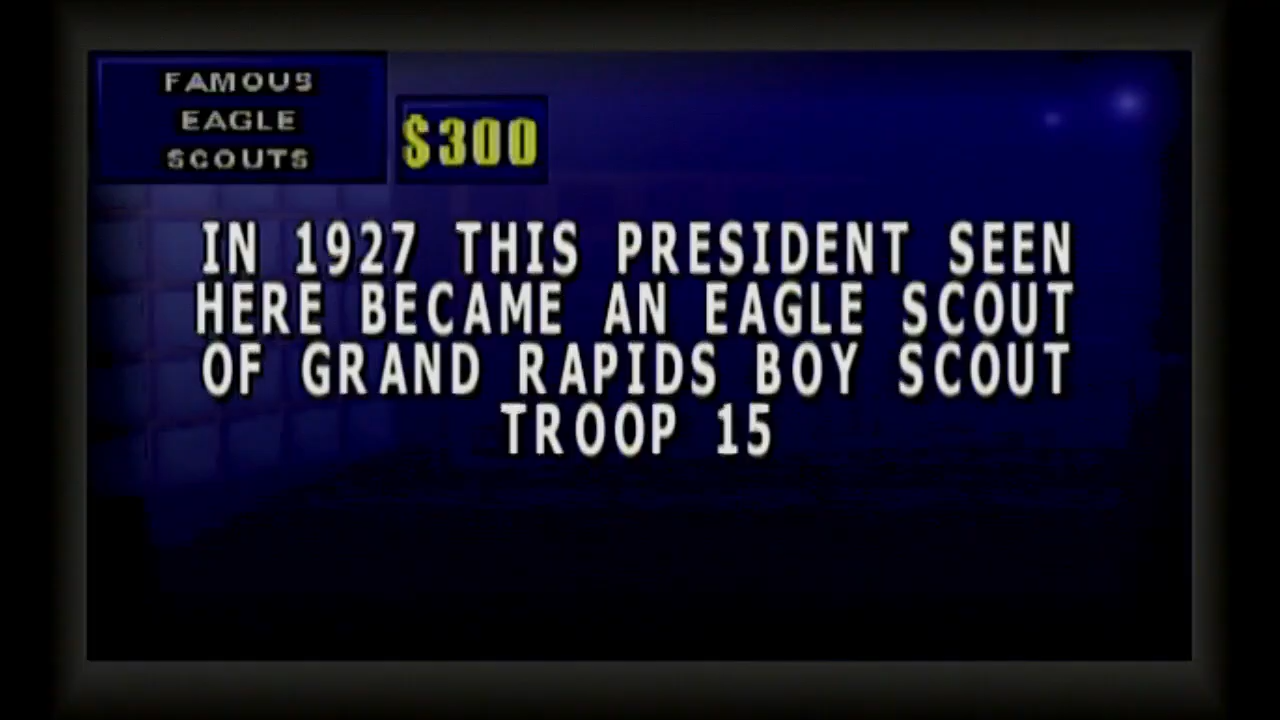 FAMOUS
EAGLE
SCOUTS
$300
IN 1927 THIS PRESIDENT SEEN
HERE BECAME AN EAGLE SCOUT
OF GRAND RAPIDS BOY SCOUT
TROOP 15